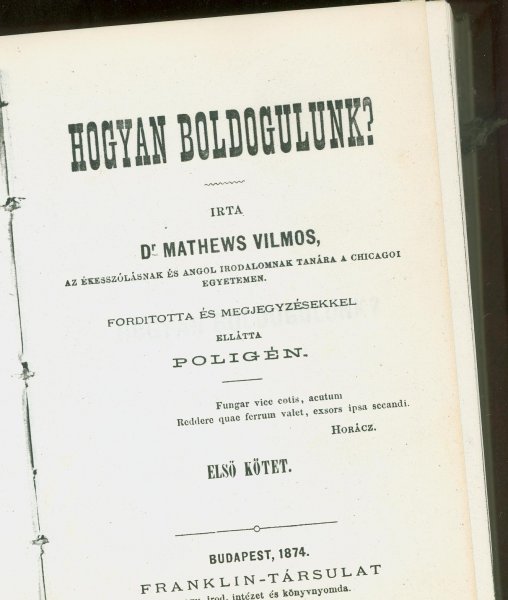 HOGYAN BOLDOGULUNK?
IRTA
Dr MATHEWS VILMOS,
AZ ÉKESSZÓLÁSNAK ÉS ANGOL IRODALOMNAK TANÁRA A CHICAGOI
EGYETEMEN.
FORDITOTTA ÉS MEGJEGYZÉSEKKEL
ELLÁTTA
POLIGÉN.
Fungar vice cotis, acutum
Reddere quae ferrum valet, exsors ipsa secandi.
HORÁCZ.
ELSŐ KÖTET.
BUDAPEST, 1874.
FRANKLIN-TÁRSULAT
irod. intézet és könyvnyomda.